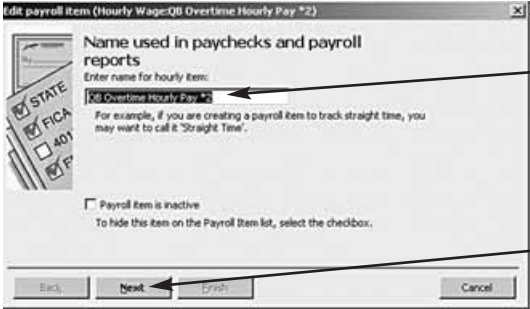 Edit payroll item (Hourly Wage:QB Overtime Hourly Pay *2)
Name used in paychecks and payroll
reports
Enter name for hourly item:
QB Overtime Hourly Pay *2
For example, if you are creating a payroll item to track straight time, you
may want to call it 'Straight Time'.
STATE
FICA
401
Payroll item is inactive
To hide this item on the Payroll Item list, select the checkbox.
Back
Next
Finish
Cancel